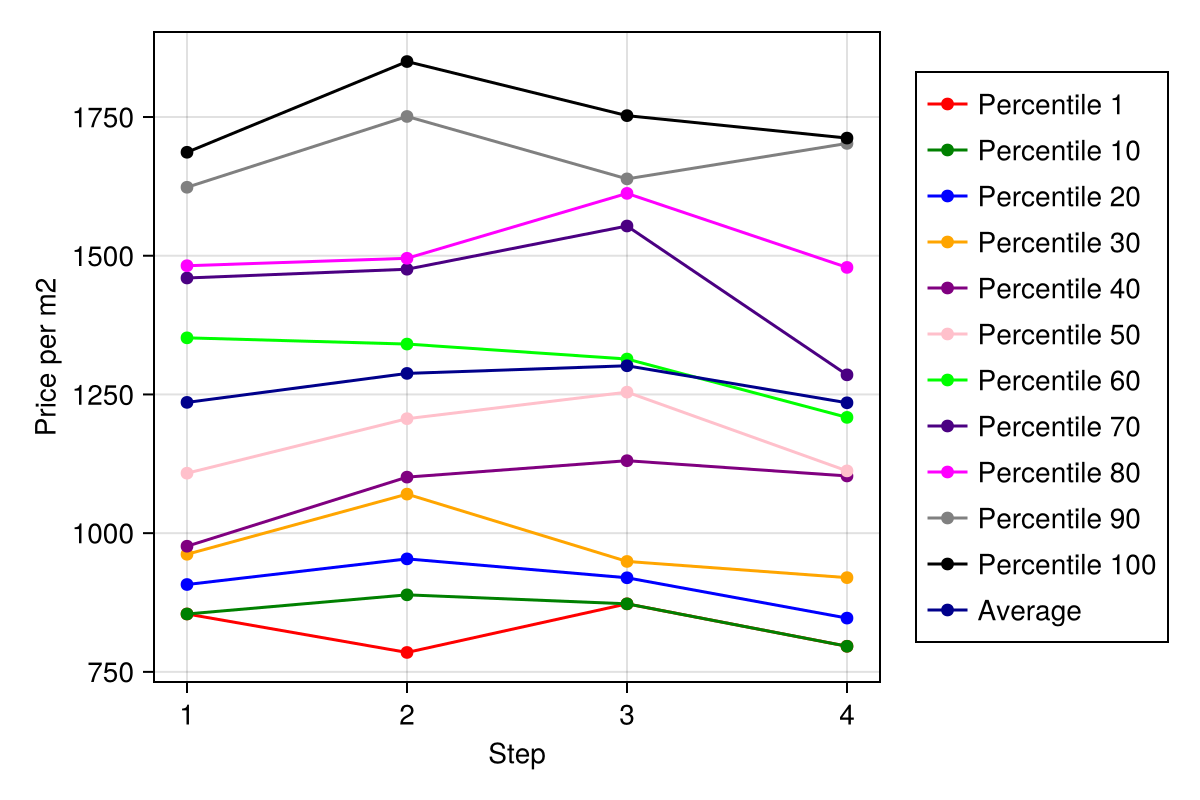 Price per m2
1750
1500
1250
1000
750
1 2 3 4
Step
Percentile 1
Percentile 10
Percentile 20
Percentile 30
Percentile 40
Percentile 50
Percentile 60
Percentile 70
Percentile 80
Percentile 90
Percentile 100
Average